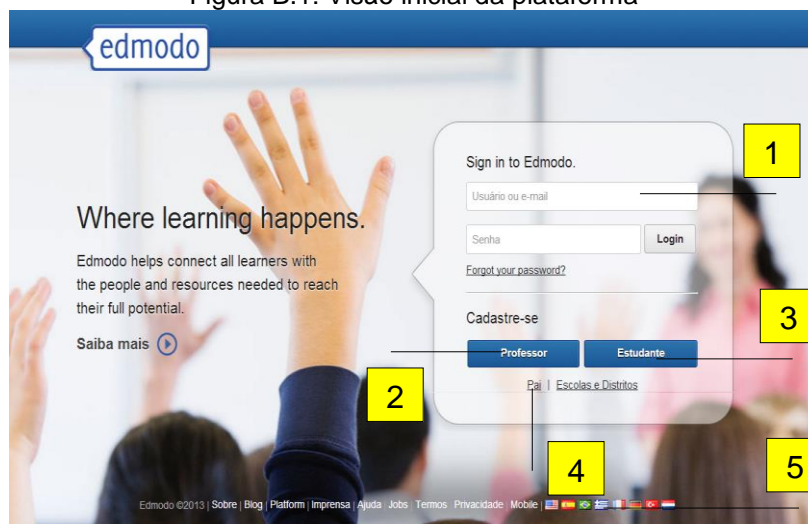 Figura B.1: Visão inicial da plataforma
edmodo
1
Sign in to Edmodo.
Usuário ou e-mail
Where learning happens.
Senha
Login
Edmodo helps connect all learners with
the people and resources needed to reach
their full potential.
Forgot your password?
Cadastre-se
3
Saiba mais
Professor
Estudante
2
Pai | Escolas e Distritos
4
5
Edmodo ©2013 | Sobre | Blog | Platform | Imprensa | Ajuda Jobs Termos Privacidade Mobile |